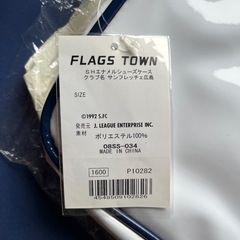 FLAGS TOWN
SHエナメルシューズケース
クラブ名 サンフレッチェ広島
SIZE
©1992 S.FC
発売元 J. LEAGUE ENTERPRISE INC.
素材 ポリエステル100%
08SS-034
MADE IN CHINA
1600 P10282
4548509102826